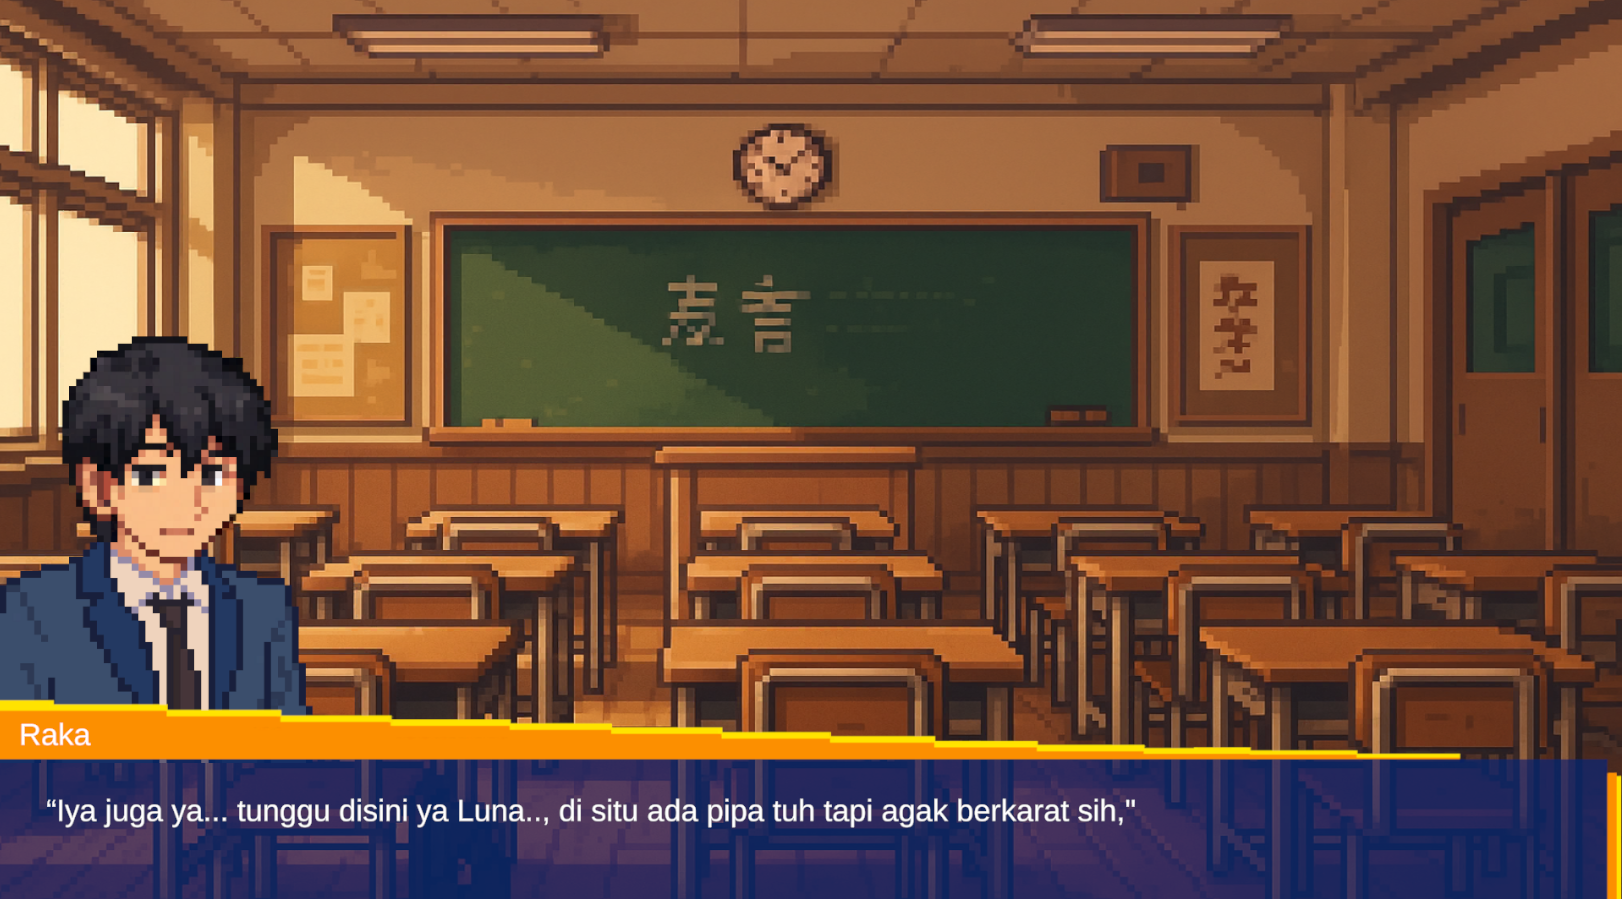 Raka
“Iya juga ya... tunggu disini ya Luna.., di situ ada pipa tuh tapi agak berkarat sih,"